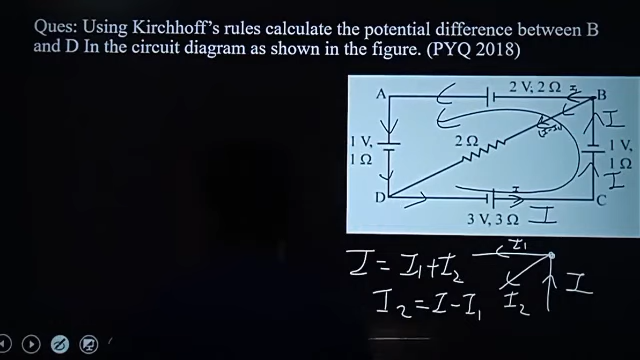 Ques: Using Kirchhoff's rules calculate the potential difference between B
and D In the circuit diagram as shown in the figure. (PYQ 2018)
A
2 V, 2 Ω
I₁
B
I
1 V,
1 Ω
2 Ω
1 V,
1 Ω
I
D
I
C
3 V, 3 Ω
I
I = I₁ + I₂
I₁
I₂ = I - I₁
I₂
I